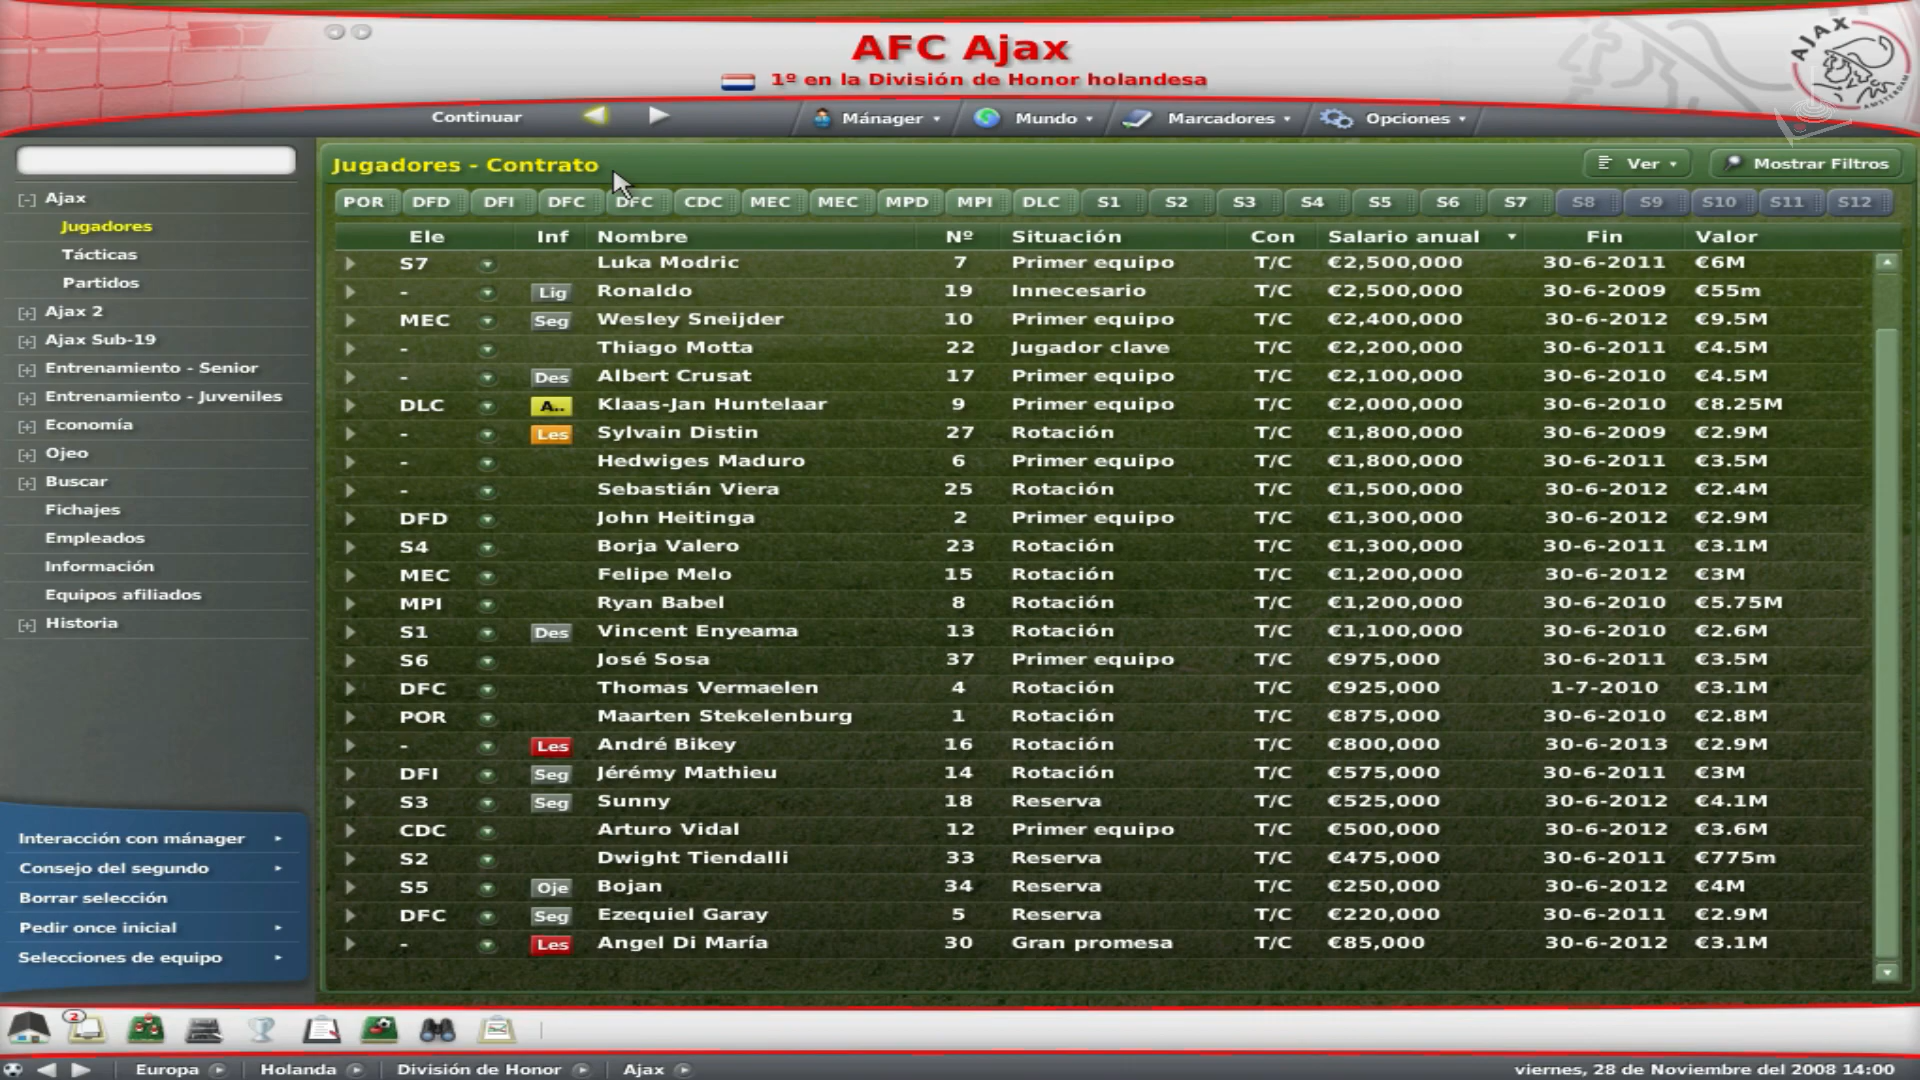 AFC Ajax
1º en la División de Honor holandesa
AJAX
AMSTERDAM
Continuar Mánager Mundo Marcadores Opciones
Jugadores - Contrato Ver Mostrar Filtros
POR DFD DFI DFC DFC CDC MEC MEC MPD MPI DLC S1 S2 S3 S4 S5 S6 S7 S8 S9 S10 S11 S12
Ele Inf Nombre Nº Situación Con Salario anual Fin Valor
S7 Luka Modric 7 Primer equipo T/C €2,500,000 30-6-2011 €6M
- Lig Ronaldo 19 Innecesario T/C €2,500,000 30-6-2009 €55m
MEC Seg Wesley Sneijder 10 Primer equipo T/C €2,400,000 30-6-2012 €9.5M
- Thiago Motta 22 Jugador clave T/C €2,200,000 30-6-2011 €4.5M
- Des Albert Crusat 17 Primer equipo T/C €2,100,000 30-6-2010 €4.5M
DLC A.. Klaas-Jan Huntelaar 9 Primer equipo T/C €2,000,000 30-6-2010 €8.25M
- Les Sylvain Distin 27 Rotación T/C €1,800,000 30-6-2009 €2.9M
- Hedwiges Maduro 6 Primer equipo T/C €1,800,000 30-6-2011 €3.5M
- Sebastián Viera 25 Rotación T/C €1,500,000 30-6-2012 €2.4M
DFD John Heitinga 2 Primer equipo T/C €1,300,000 30-6-2012 €2.9M
S4 Borja Valero 23 Rotación T/C €1,300,000 30-6-2011 €3.1M
MEC Felipe Melo 15 Rotación T/C €1,200,000 30-6-2012 €3M
MPI Ryan Babel 8 Rotación T/C €1,200,000 30-6-2010 €5.75M
S1 Des Vincent Enyeama 13 Rotación T/C €1,100,000 30-6-2010 €2.6M
S6 José Sosa 37 Primer equipo T/C €975,000 30-6-2011 €3.5M
DFC Thomas Vermaelen 4 Rotación T/C €925,000 1-7-2010 €3.1M
POR Maarten Stekelenburg 1 Rotación T/C €875,000 30-6-2010 €2.8M
- Les André Bikey 16 Rotación T/C €800,000 30-6-2013 €2.9M
DFI Seg Jérémy Mathieu 14 Rotación T/C €575,000 30-6-2011 €3M
S3 Seg Sunny 18 Reserva T/C €525,000 30-6-2012 €4.1M
CDC Arturo Vidal 12 Primer equipo T/C €500,000 30-6-2012 €3.6M
S2 Dwight Tiendalli 33 Reserva T/C €475,000 30-6-2011 €775m
S5 Oje Bojan 34 Reserva T/C €250,000 30-6-2012 €4M
DFC Seg Ezequiel Garay 5 Reserva T/C €220,000 30-6-2011 €2.9M
- Les Angel Di María 30 Gran promesa T/C €85,000 30-6-2012 €3.1M
[-] Ajax
Jugadores
Tácticas
Partidos
[+] Ajax 2
[+] Ajax Sub-19
[+] Entrenamiento - Senior
[+] Entrenamiento - Juveniles
[+] Economía
[+] Ojeo
[+] Buscar
Fichajes
Empleados
Información
Equipos afiliados
[+] Historia
Interacción con mánager
Consejo del segundo
Borrar selección
Pedir once inicial
Selecciones de equipo
2
Europa Holanda División de Honor Ajax viernes, 28 de Noviembre del 2008 14:00